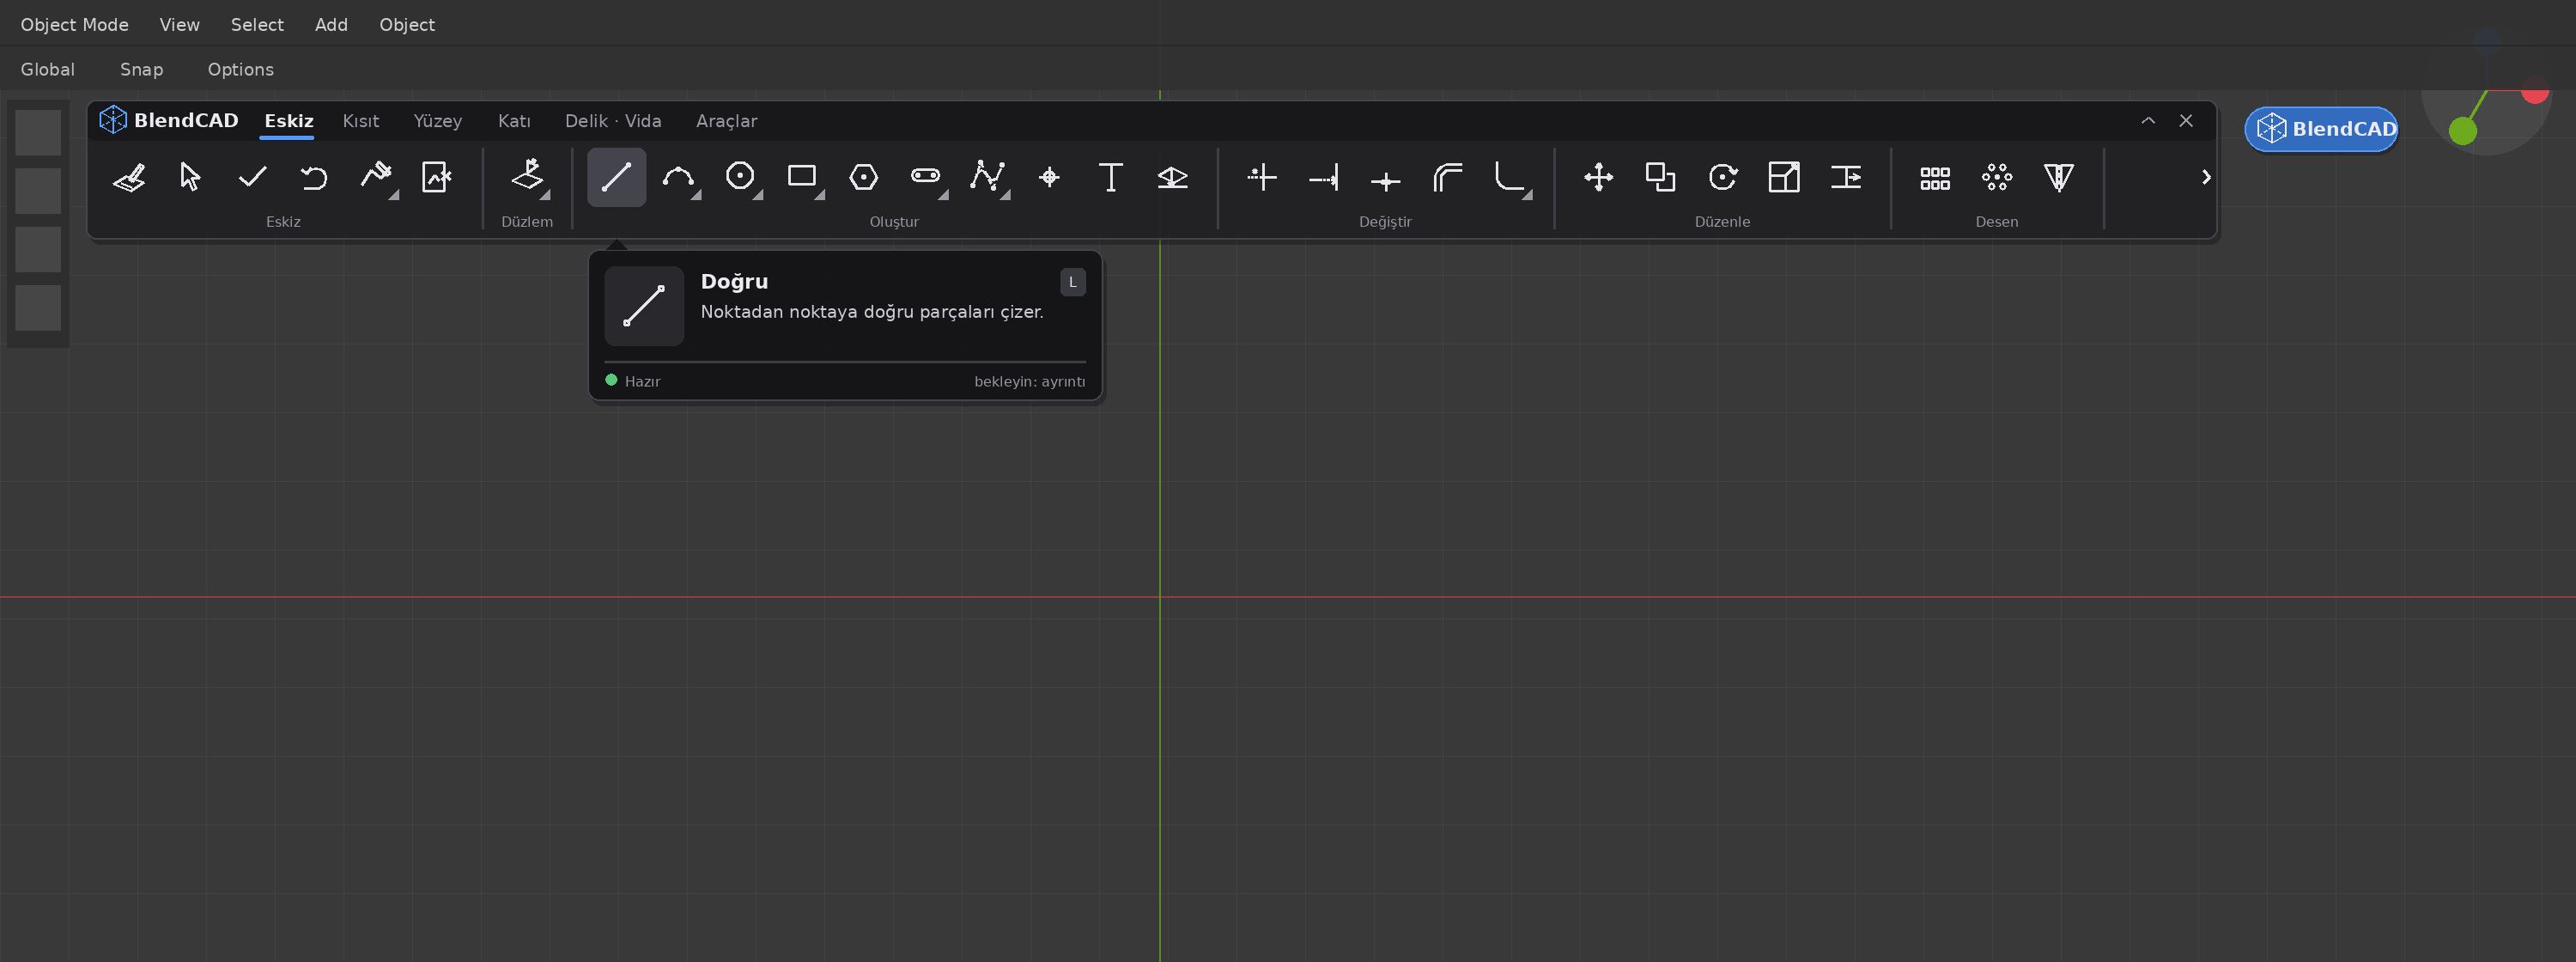 Object Mode View Select Add Object
Global Snap Options
BlendCAD Eskiz Kısıt Yüzey Katı Delik · Vida Araçlar
BlendCAD
Eskiz Düzlem Oluştur Değiştir Düzenle Desen
Doğru L
Noktadan noktaya doğru parçaları çizer.
Hazır bekleyin: ayrıntı